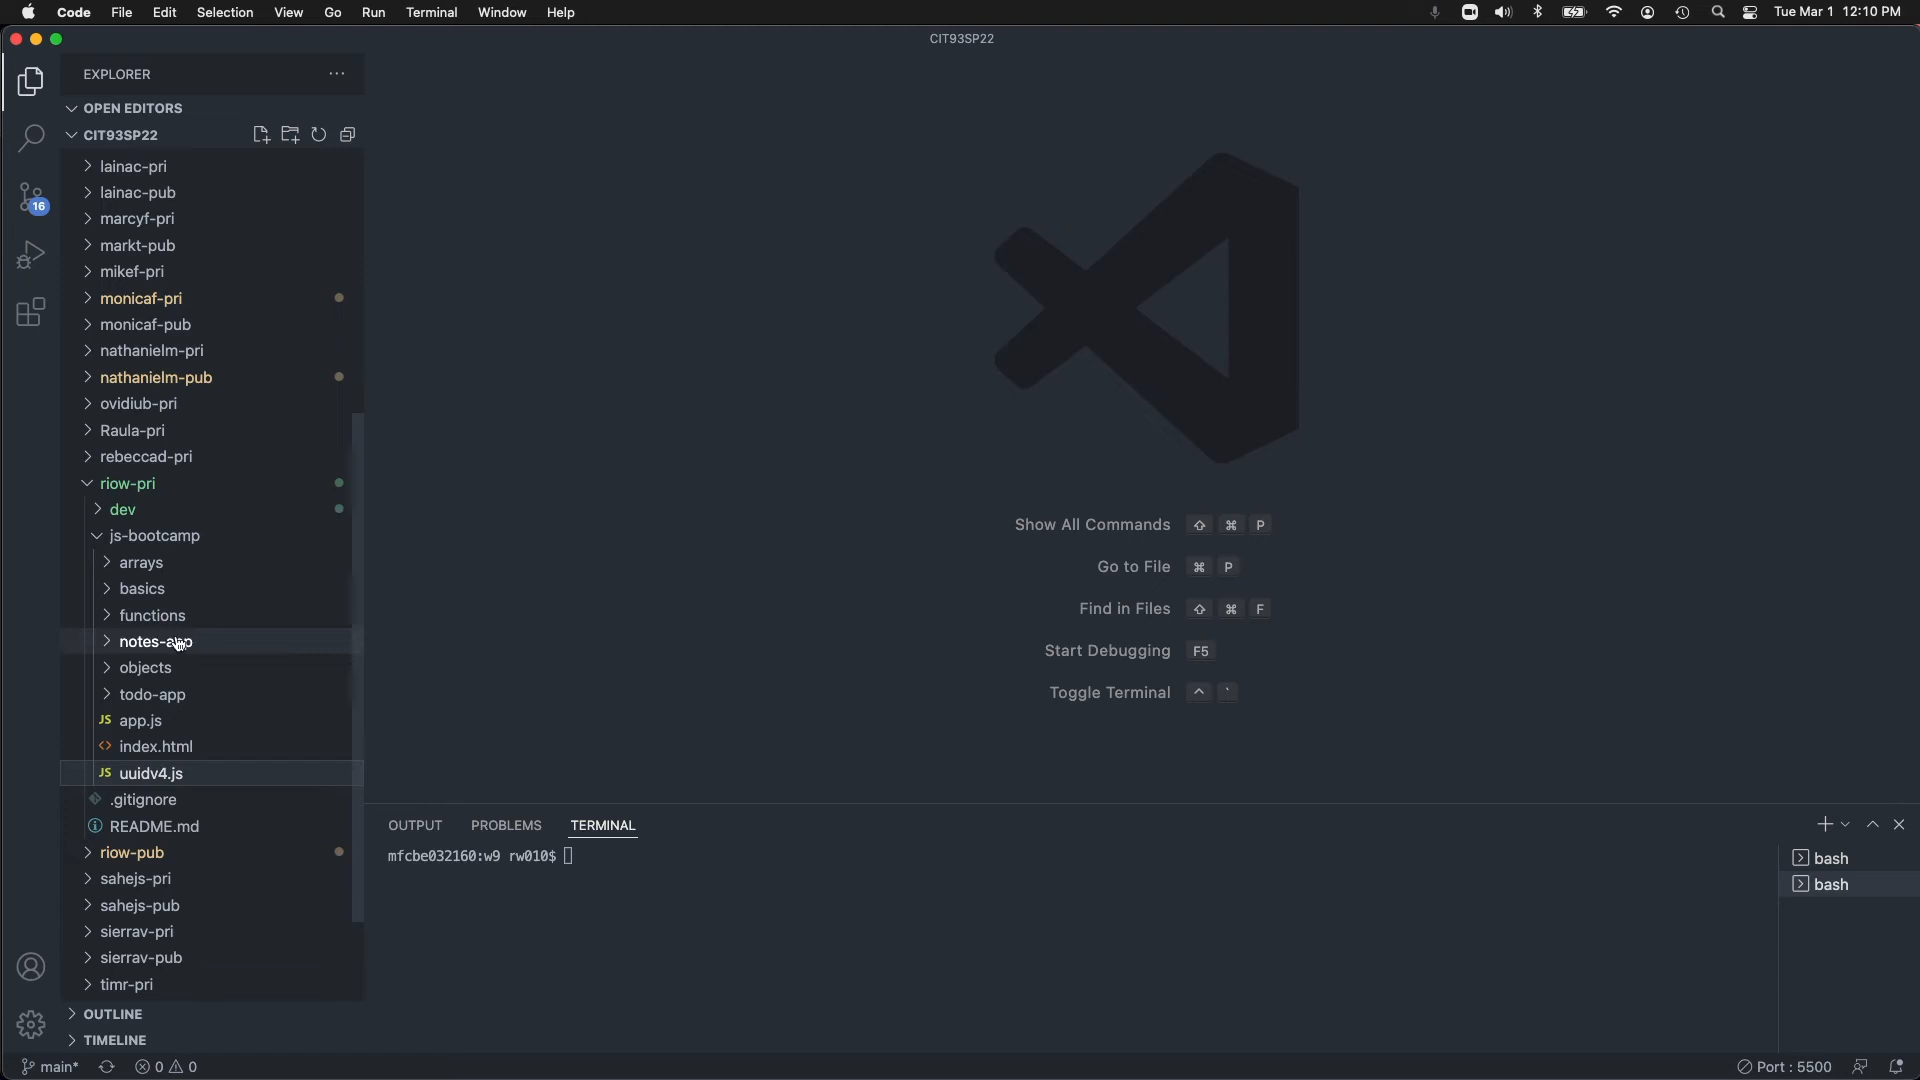 Code File Edit Selection View Go Run Terminal Window Help
Tue Mar 1 12:10 PM
CIT93SP22
EXPLORER
OPEN EDITORS
CIT93SP22
lainac-pri
lainac-pub
marcyf-pri
markt-pub
mikef-pri
monicaf-pri
monicaf-pub
nathanielm-pri
nathanielm-pub
ovidiub-pri
Raula-pri
rebeccad-pri
riow-pri
dev
js-bootcamp
arrays
basics
functions
notes-app
objects
todo-app
JS app.js
<> index.html
JS uuidv4.js
.gitignore
README.md
riow-pub
sahejs-pri
sahejs-pub
sierrav-pri
sierrav-pub
timr-pri
OUTLINE
TIMELINE
16
Show All Commands ⇧ ⌘ P
Go to File ⌘ P
Find in Files ⇧ ⌘ F
Start Debugging F5
Toggle Terminal ^ `
OUTPUT PROBLEMS TERMINAL
mfcbe032160:w9 rw010$
bash
bash
main* 0 0
Port : 5500